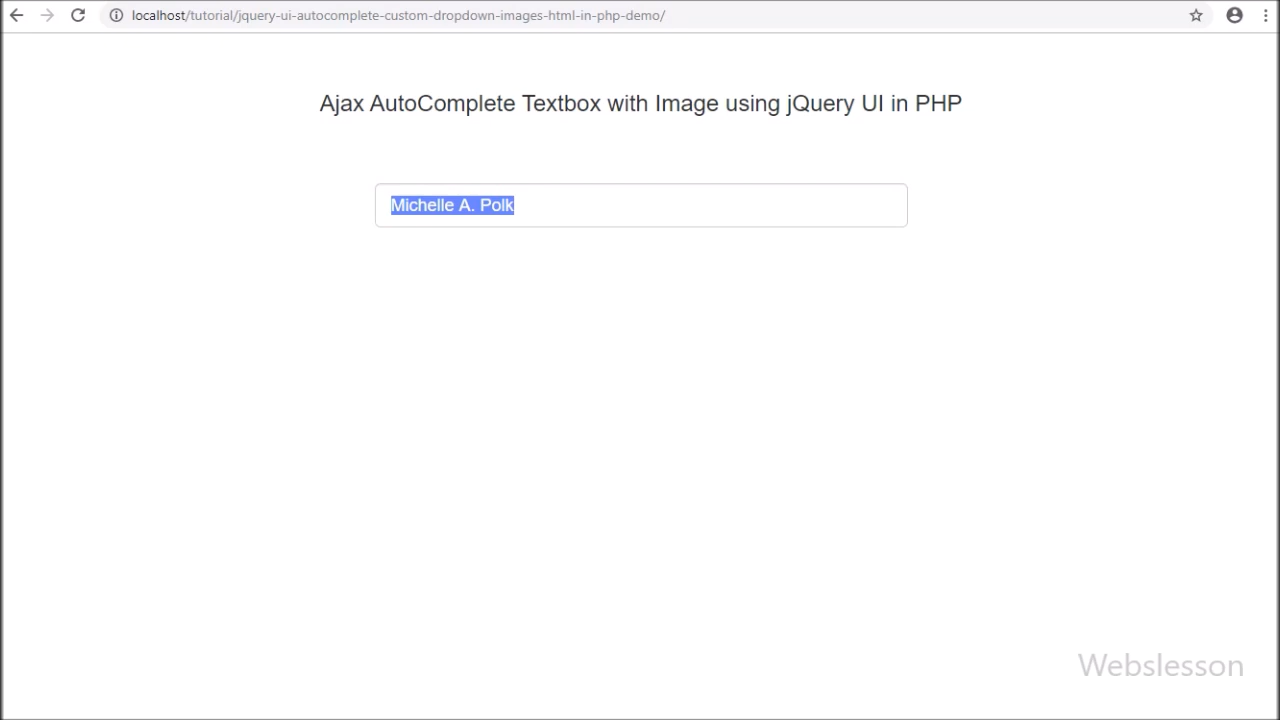 localhost/tutorial/jquery-ui-autocomplete-custom-dropdown-images-html-in-php-demo/
Ajax AutoComplete Textbox with Image using jQuery UI in PHP
Michelle A. Polk
Webslesson